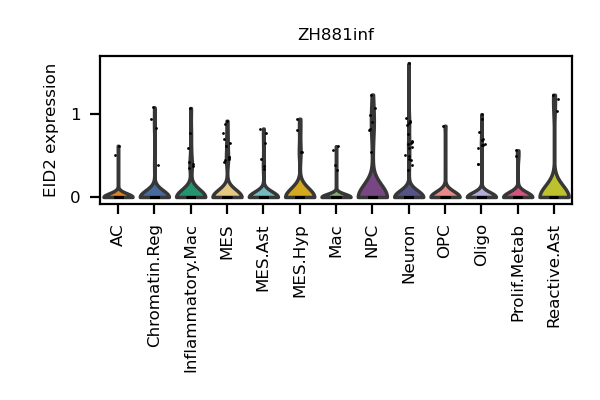 ZH881inf
EID2 expression
1
0
AC
Chromatin.Reg
Inflammatory.Mac
MES
MES.Ast
MES.Hyp
Mac
NPC
Neuron
OPC
Oligo
Prolif.Metab
Reactive.Ast